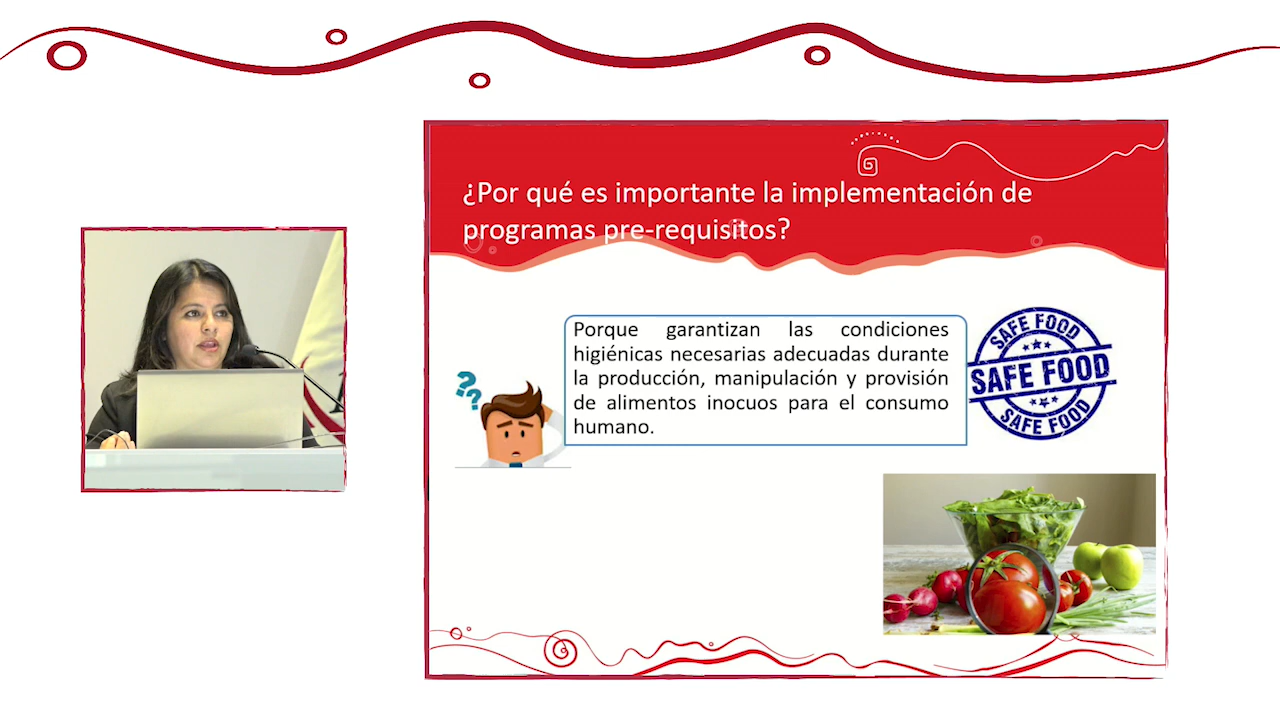 ¿Por qué es importante la implementación de
programas pre-requisitos?
Porque garantizan las condiciones
higiénicas necesarias adecuadas durante
la producción, manipulación y provisión
de alimentos inocuos para el consumo
humano.
??
SAFE FOOD
SAFE FOOD
SAFE FOOD